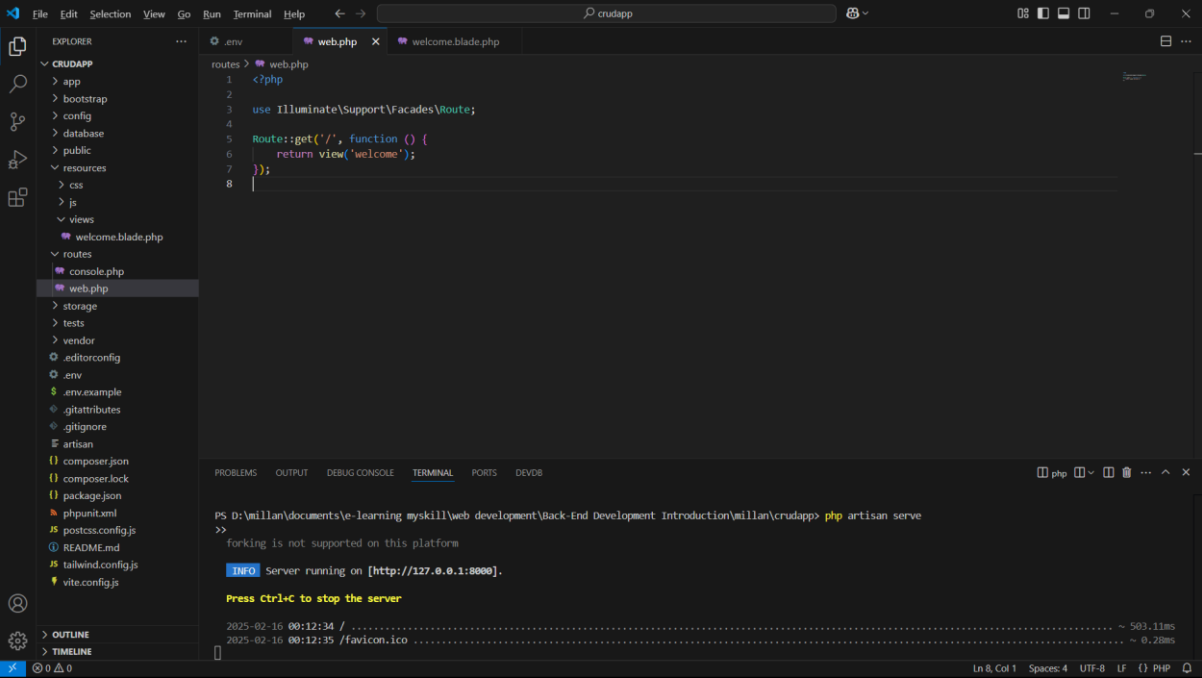 File Edit Selection View Go Run Terminal Help
crudapp
EXPLORER
CRUDAPP
app
bootstrap
config
database
public
resources
css
js
views
welcome.blade.php
routes
console.php
web.php
storage
tests
vendor
.editorconfig
.env
.env.example
.gitattributes
.gitignore
artisan
composer.json
composer.lock
package.json
phpunit.xml
postcss.config.js
README.md
tailwind.config.js
vite.config.js
OUTLINE
TIMELINE
.env web.php welcome.blade.php
routes > web.php
1 <?php
2
3 use Illuminate\Support\Facades\Route;
4
5 Route::get('/', function () {
6 return view('welcome');
7 });
8
PROBLEMS OUTPUT DEBUG CONSOLE TERMINAL PORTS DEVDB
php
PS D:\millan\documents\e-learning myskill\web development\Back-End Development Introduction\millan\crudapp> php artisan serve
>>
forking is not supported on this platform
INFO Server running on [http://127.0.0.1:8000].
Press Ctrl+C to stop the server
2025-02-16 00:12:34 / ........................................ ~ 503.11ms
2025-02-16 00:12:35 /favicon.ico ........................................ ~ 0.28ms
0 0
Ln 8, Col 1 Spaces: 4 UTF-8 LF {} PHP